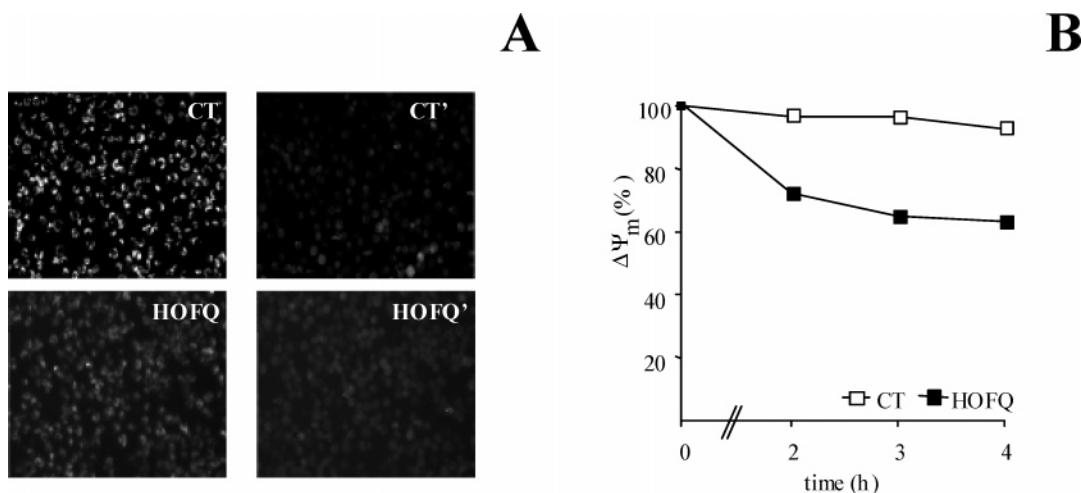 A
B
CT
CT’
HOFQ
HOFQ’
ΔΨm (%)
100
80
60
40
20
CT
HOFQ
0
2
3
4
time (h)